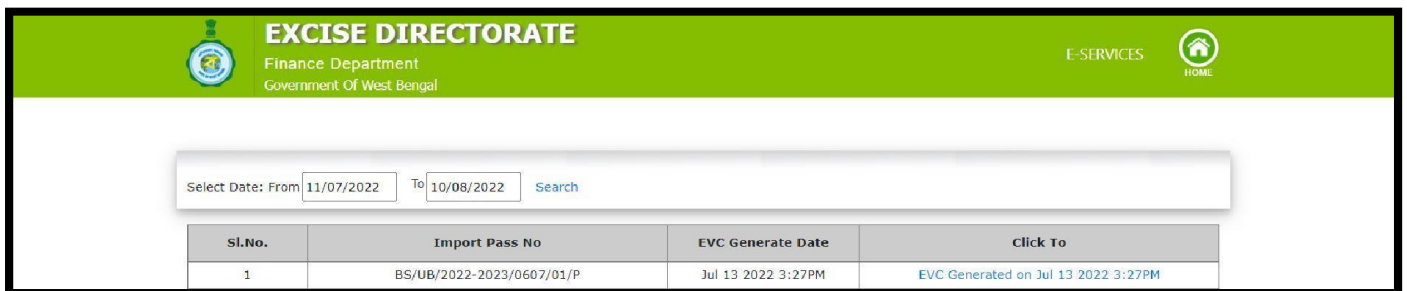 EXCISE DIRECTORATE
Finance Department
Government Of West Bengal
E-SERVICES
HOME
Select Date: From 11/07/2022 To 10/08/2022 Search
Sl.No. Import Pass No EVC Generate Date Click To
1 BS/UB/2022-2023/0607/01/P Jul 13 2022 3:27PM EVC Generated on Jul 13 2022 3:27PM